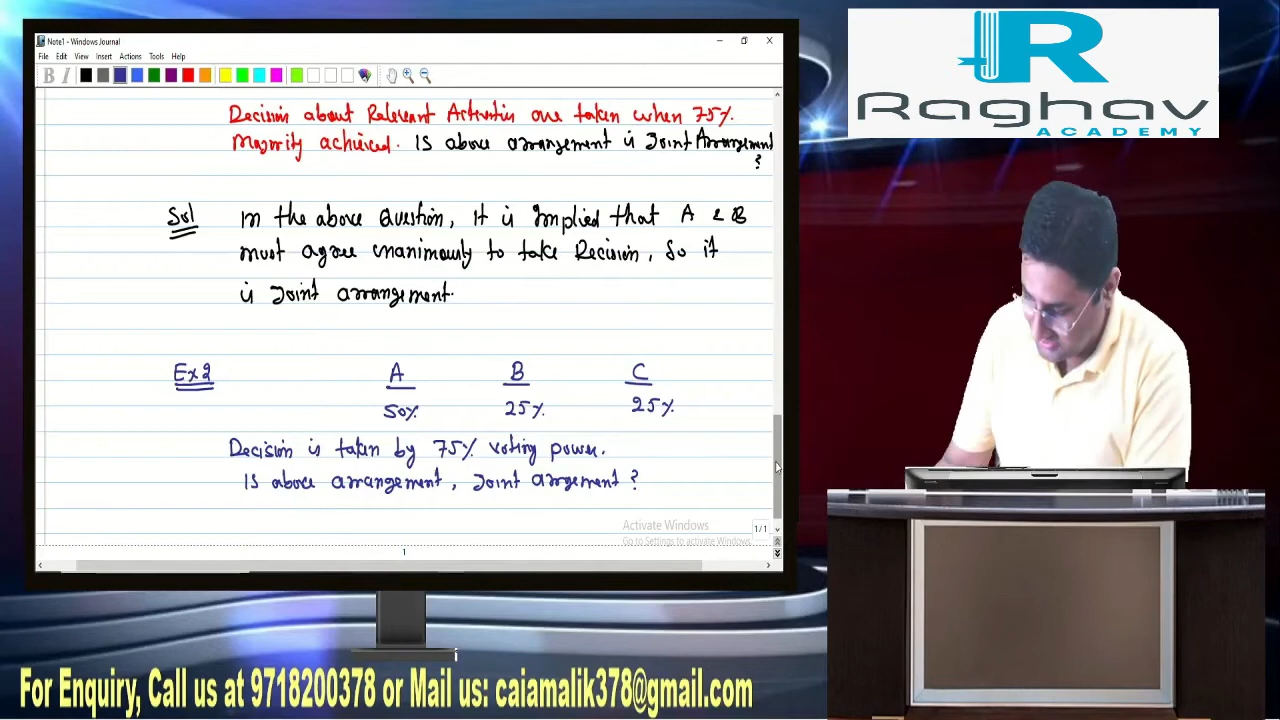 Note1 - Windows Journal
File Edit View Insert Actions Tools Help
B I
Decision about Relevant Activities are taken when 75%
Majority achieved. Is above arrangement is Joint Arrangement
?
Sol In the above Question, It is Implied that A & B
must agree unanimously to take Decision, So it
is Joint arrangement.
Ex 2 A B C
50% 25% 25%
Decision is taken by 75% voting power.
Is above arrangement, Joint arrgement ?
Activate Windows
Go to Settings to activate Windows.
1/1
1
R
Raghav
ACADEMY
For Enquiry, Call us at 9718200378 or Mail us: caiamalik378@gmail.com